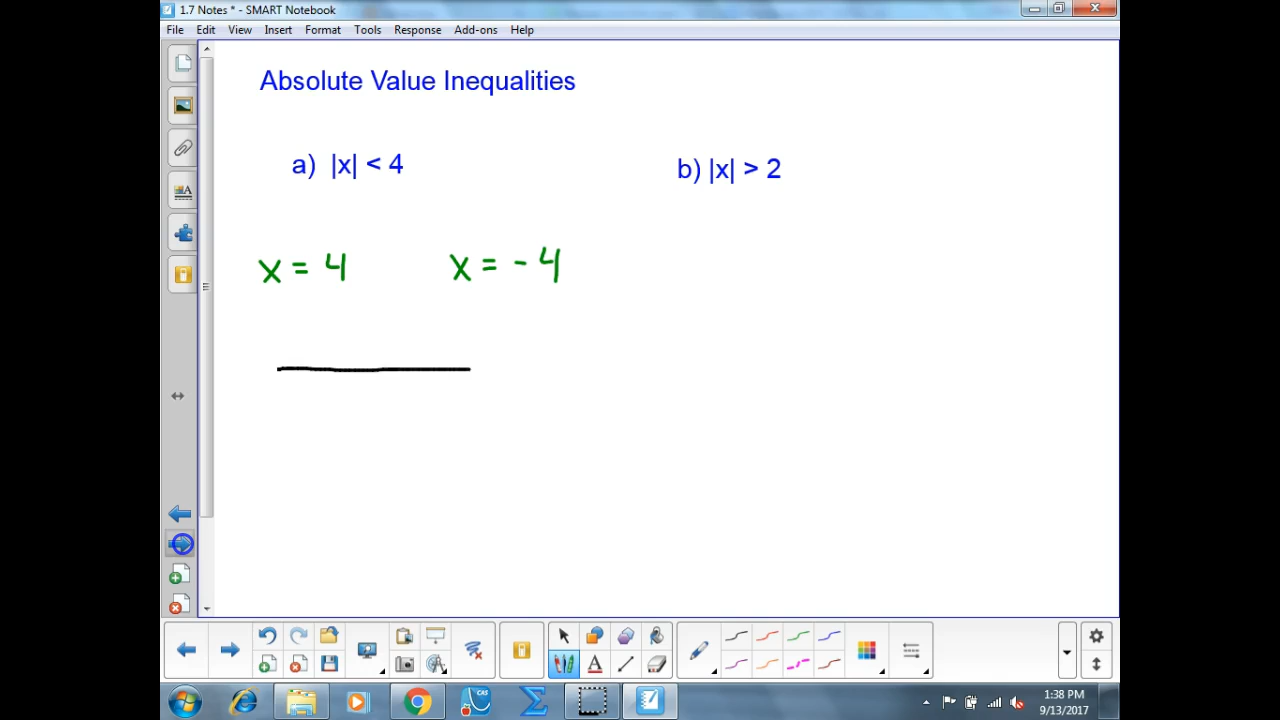 1.7 Notes * - SMART Notebook
File Edit View Insert Format Tools Response Add-ons Help
Absolute Value Inequalities
a) |x| < 4
b) |x| > 2
x = 4
x = - 4
A
A
CAS
1:38 PM
9/13/2017